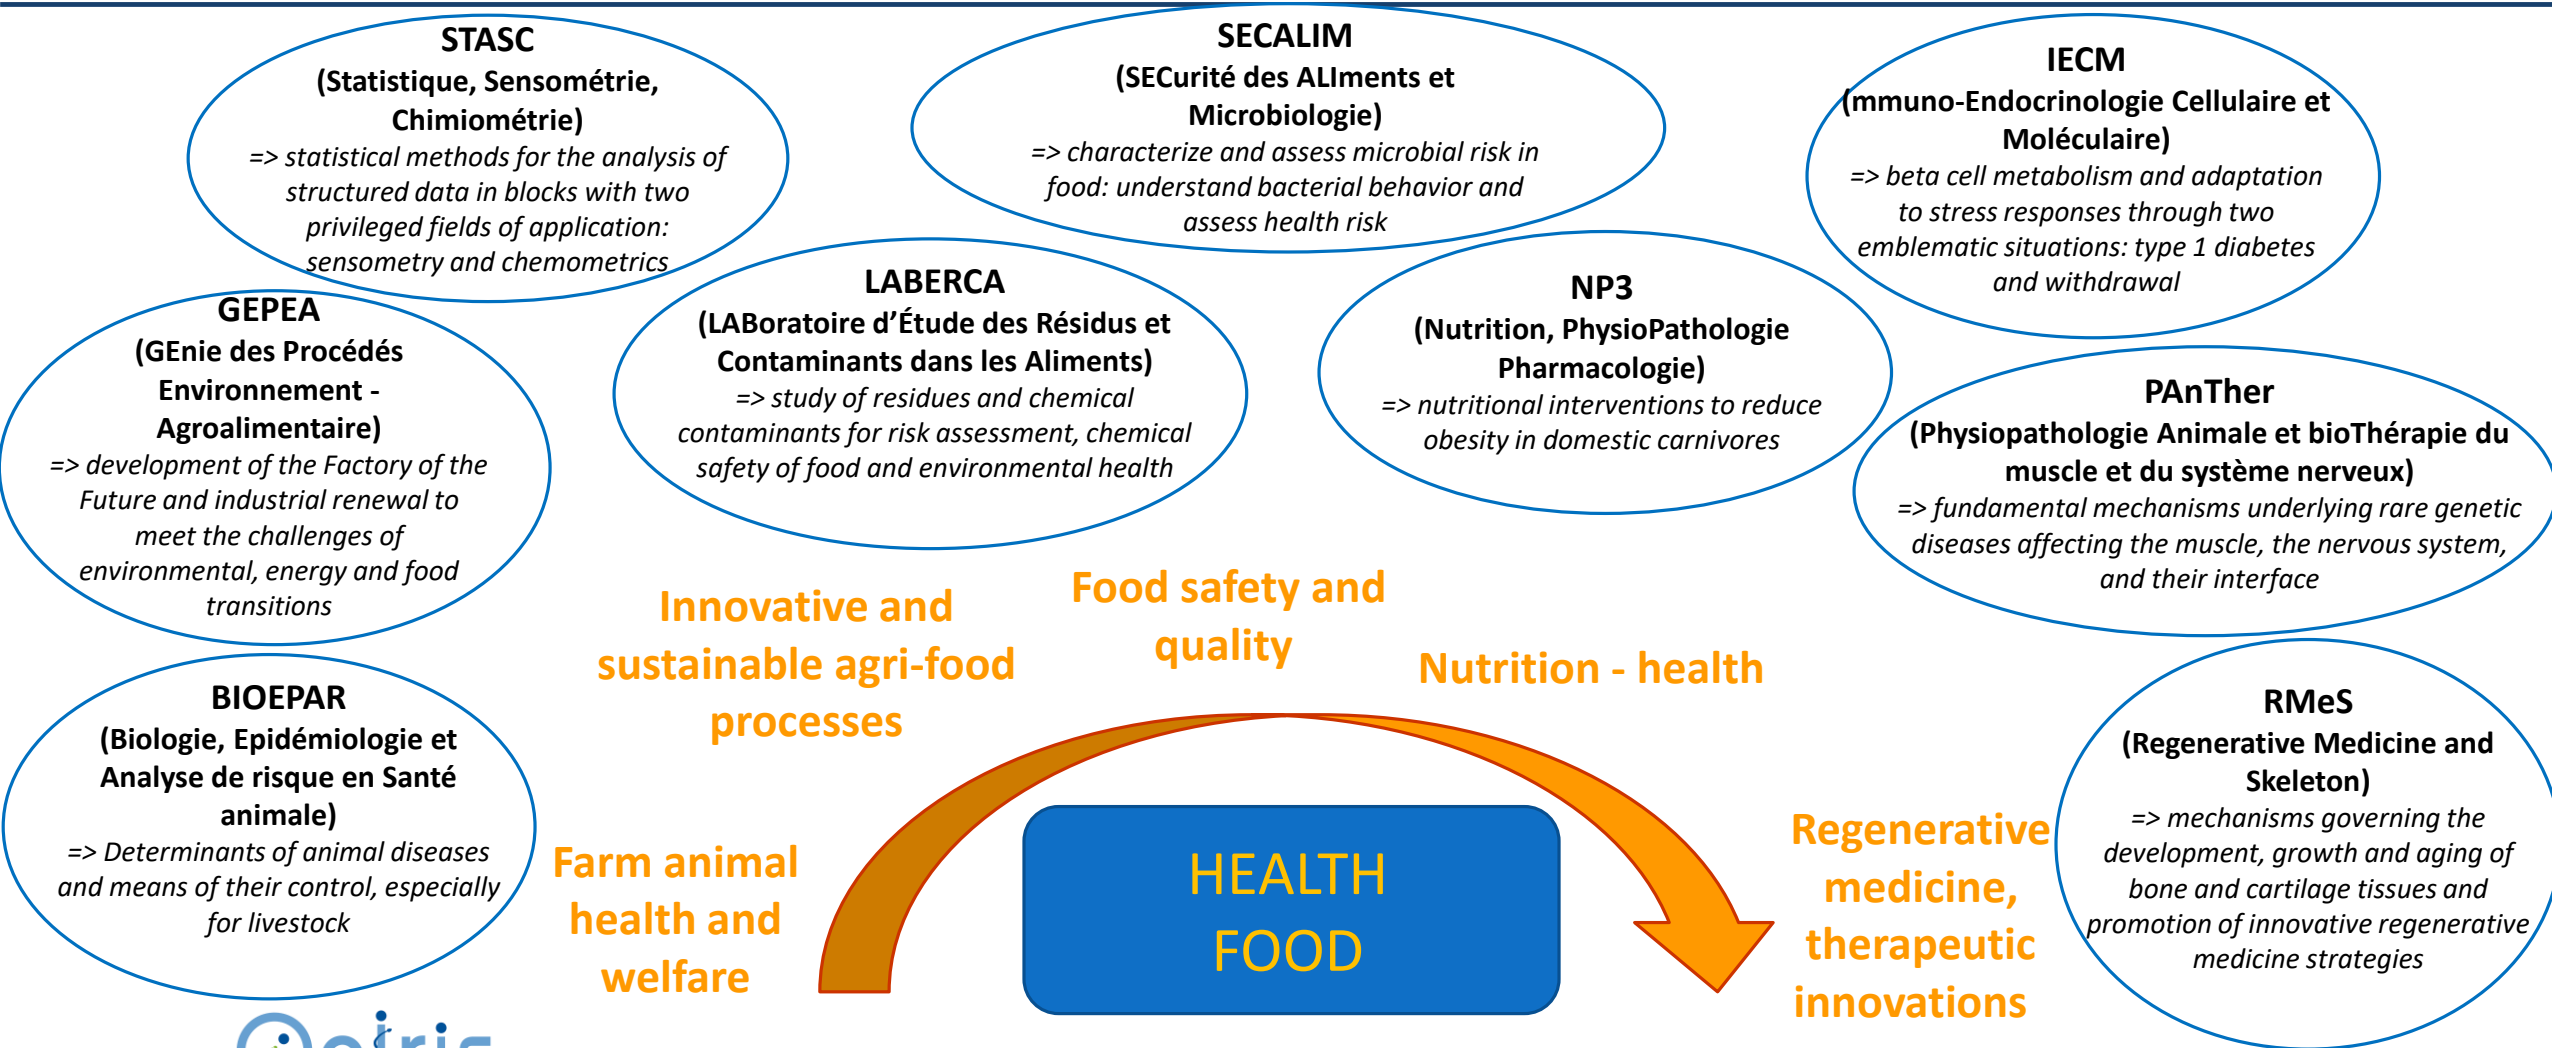 STASC
(Statistique, Sensométrie,
Chimiométrie)
=> statistical methods for the analysis of
structured data in blocks with two
privileged fields of application:
sensometry and chemometrics
SECALIM
(SECurité des ALIments et
Microbiologie)
=> characterize and assess microbial risk in
food: understand bacterial behavior and
assess health risk
IECM
(mmuno-Endocrinologie Cellulaire et
Moléculaire)
=> beta cell metabolism and adaptation
to stress responses through two
emblematic situations: type 1 diabetes
and withdrawal
GEPEA
(GEnie des Procédés
Environnement -
Agroalimentaire)
=> development of the Factory of the
Future and industrial renewal to
meet the challenges of
environmental, energy and food
transitions
LABERCA
(LABoratoire d’Étude des Résidus et
Contaminants dans les Aliments)
=> study of residues and chemical
contaminants for risk assessment, chemical
safety of food and environmental health
NP3
(Nutrition, PhysioPathologie
Pharmacologie)
=> nutritional interventions to reduce
obesity in domestic carnivores
PAnTher
(Physiopathologie Animale et bioThérapie du
muscle et du système nerveux)
=> fundamental mechanisms underlying rare genetic
diseases affecting the muscle, the nervous system,
and their interface
BIOEPAR
(Biologie, Epidémiologie et
Analyse de risque en Santé
animale)
=> Determinants of animal diseases
and means of their control, especially
for livestock
Innovative and
sustainable agri-food
processes
Food safety and
quality
Nutrition - health
RMeS
(Regenerative Medicine and
Skeleton)
=> mechanisms governing the
development, growth and aging of
bone and cartilage tissues and
promotion of innovative regenerative
medicine strategies
Farm animal
health and
welfare
HEALTH
FOOD
Regenerative
medicine,
therapeutic
innovations